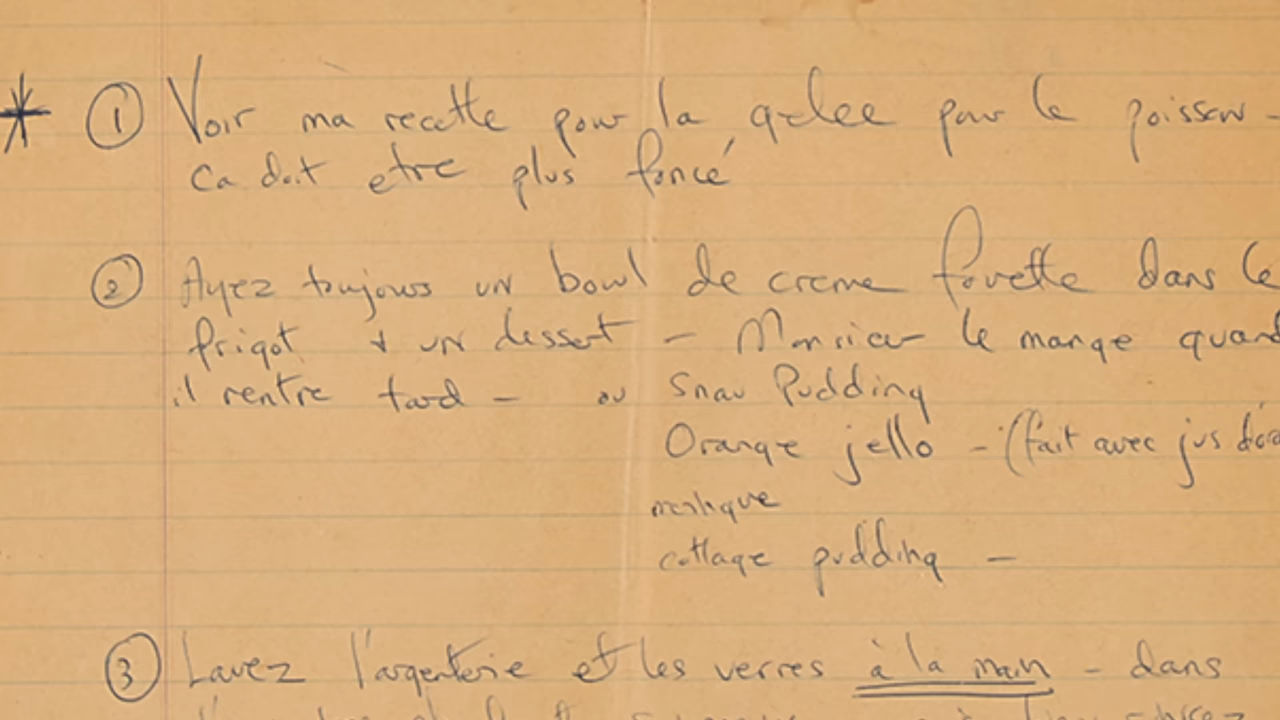 * ① Voir ma recette pour la gelee pour le poisson -
Ca doit etre plus foncé
② Ayez toujours un bowl de creme fouette dans le
frigot + un dessert - Monsieur le mange quand
il rentre tard - ou Snow Pudding
Orange jello - (fait avec jus
cottage pudding -
③ Lavez l'argenterie et les verres à la main - dans